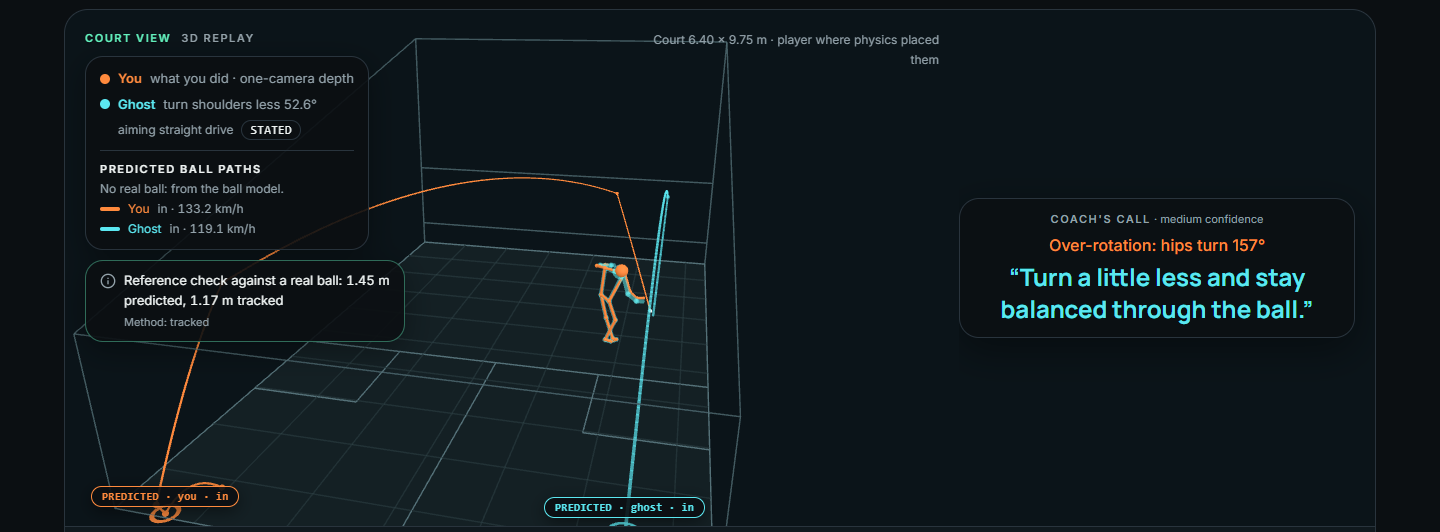 COURT VIEW 3D REPLAY
Court 6.40 × 9.75 m · player where physics placed
them
You what you did · one-camera depth
Ghost turn shoulders less 52.6°
aiming straight drive STATED
PREDICTED BALL PATHS
No real ball: from the ball model.
You in · 133.2 km/h
Ghost in · 119.1 km/h
Reference check against a real ball: 1.45 m
predicted, 1.17 m tracked
Method: tracked
COACH'S CALL · medium confidence
Over-rotation: hips turn 157°
“Turn a little less and stay
balanced through the ball.”
PREDICTED · you · in
PREDICTED · ghost · in